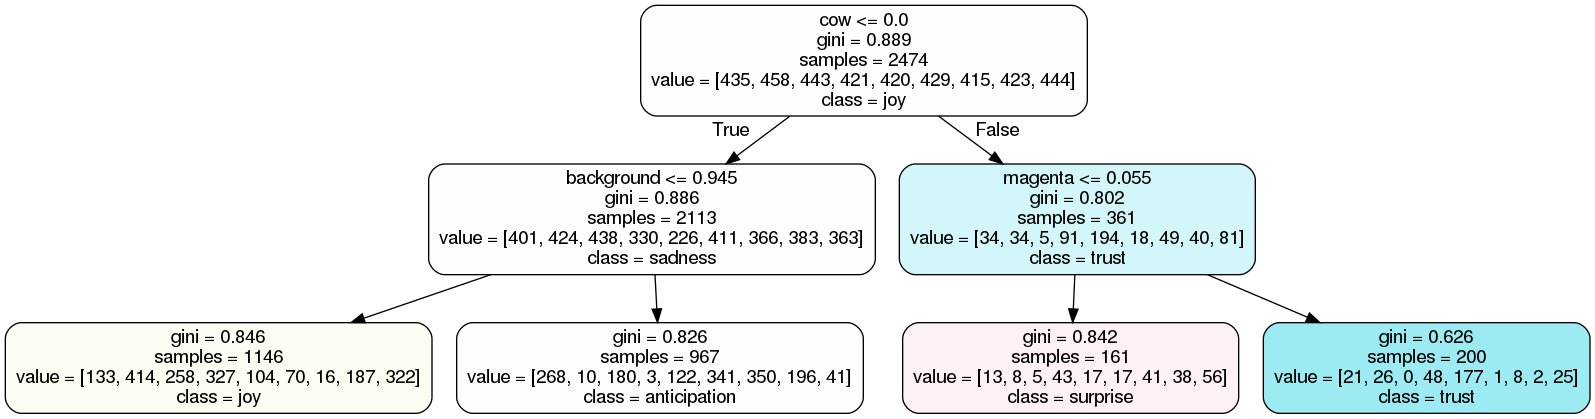 cow <= 0.0
gini = 0.889
samples = 2474
value = [435, 458, 443, 421, 420, 429, 415, 423, 444]
class = joy
True
False
background <= 0.945
gini = 0.886
samples = 2113
value = [401, 424, 438, 330, 226, 411, 366, 383, 363]
class = sadness
magenta <= 0.055
gini = 0.802
samples = 361
value = [34, 34, 5, 91, 194, 18, 49, 40, 81]
class = trust
gini = 0.846
samples = 1146
value = [133, 414, 258, 327, 104, 70, 16, 187, 322]
class = joy
gini = 0.826
samples = 967
value = [268, 10, 180, 3, 122, 341, 350, 196, 41]
class = anticipation
gini = 0.842
samples = 161
value = [13, 8, 5, 43, 17, 17, 41, 38, 56]
class = surprise
gini = 0.626
samples = 200
value = [21, 26, 0, 48, 177, 1, 8, 2, 25]
class = trust